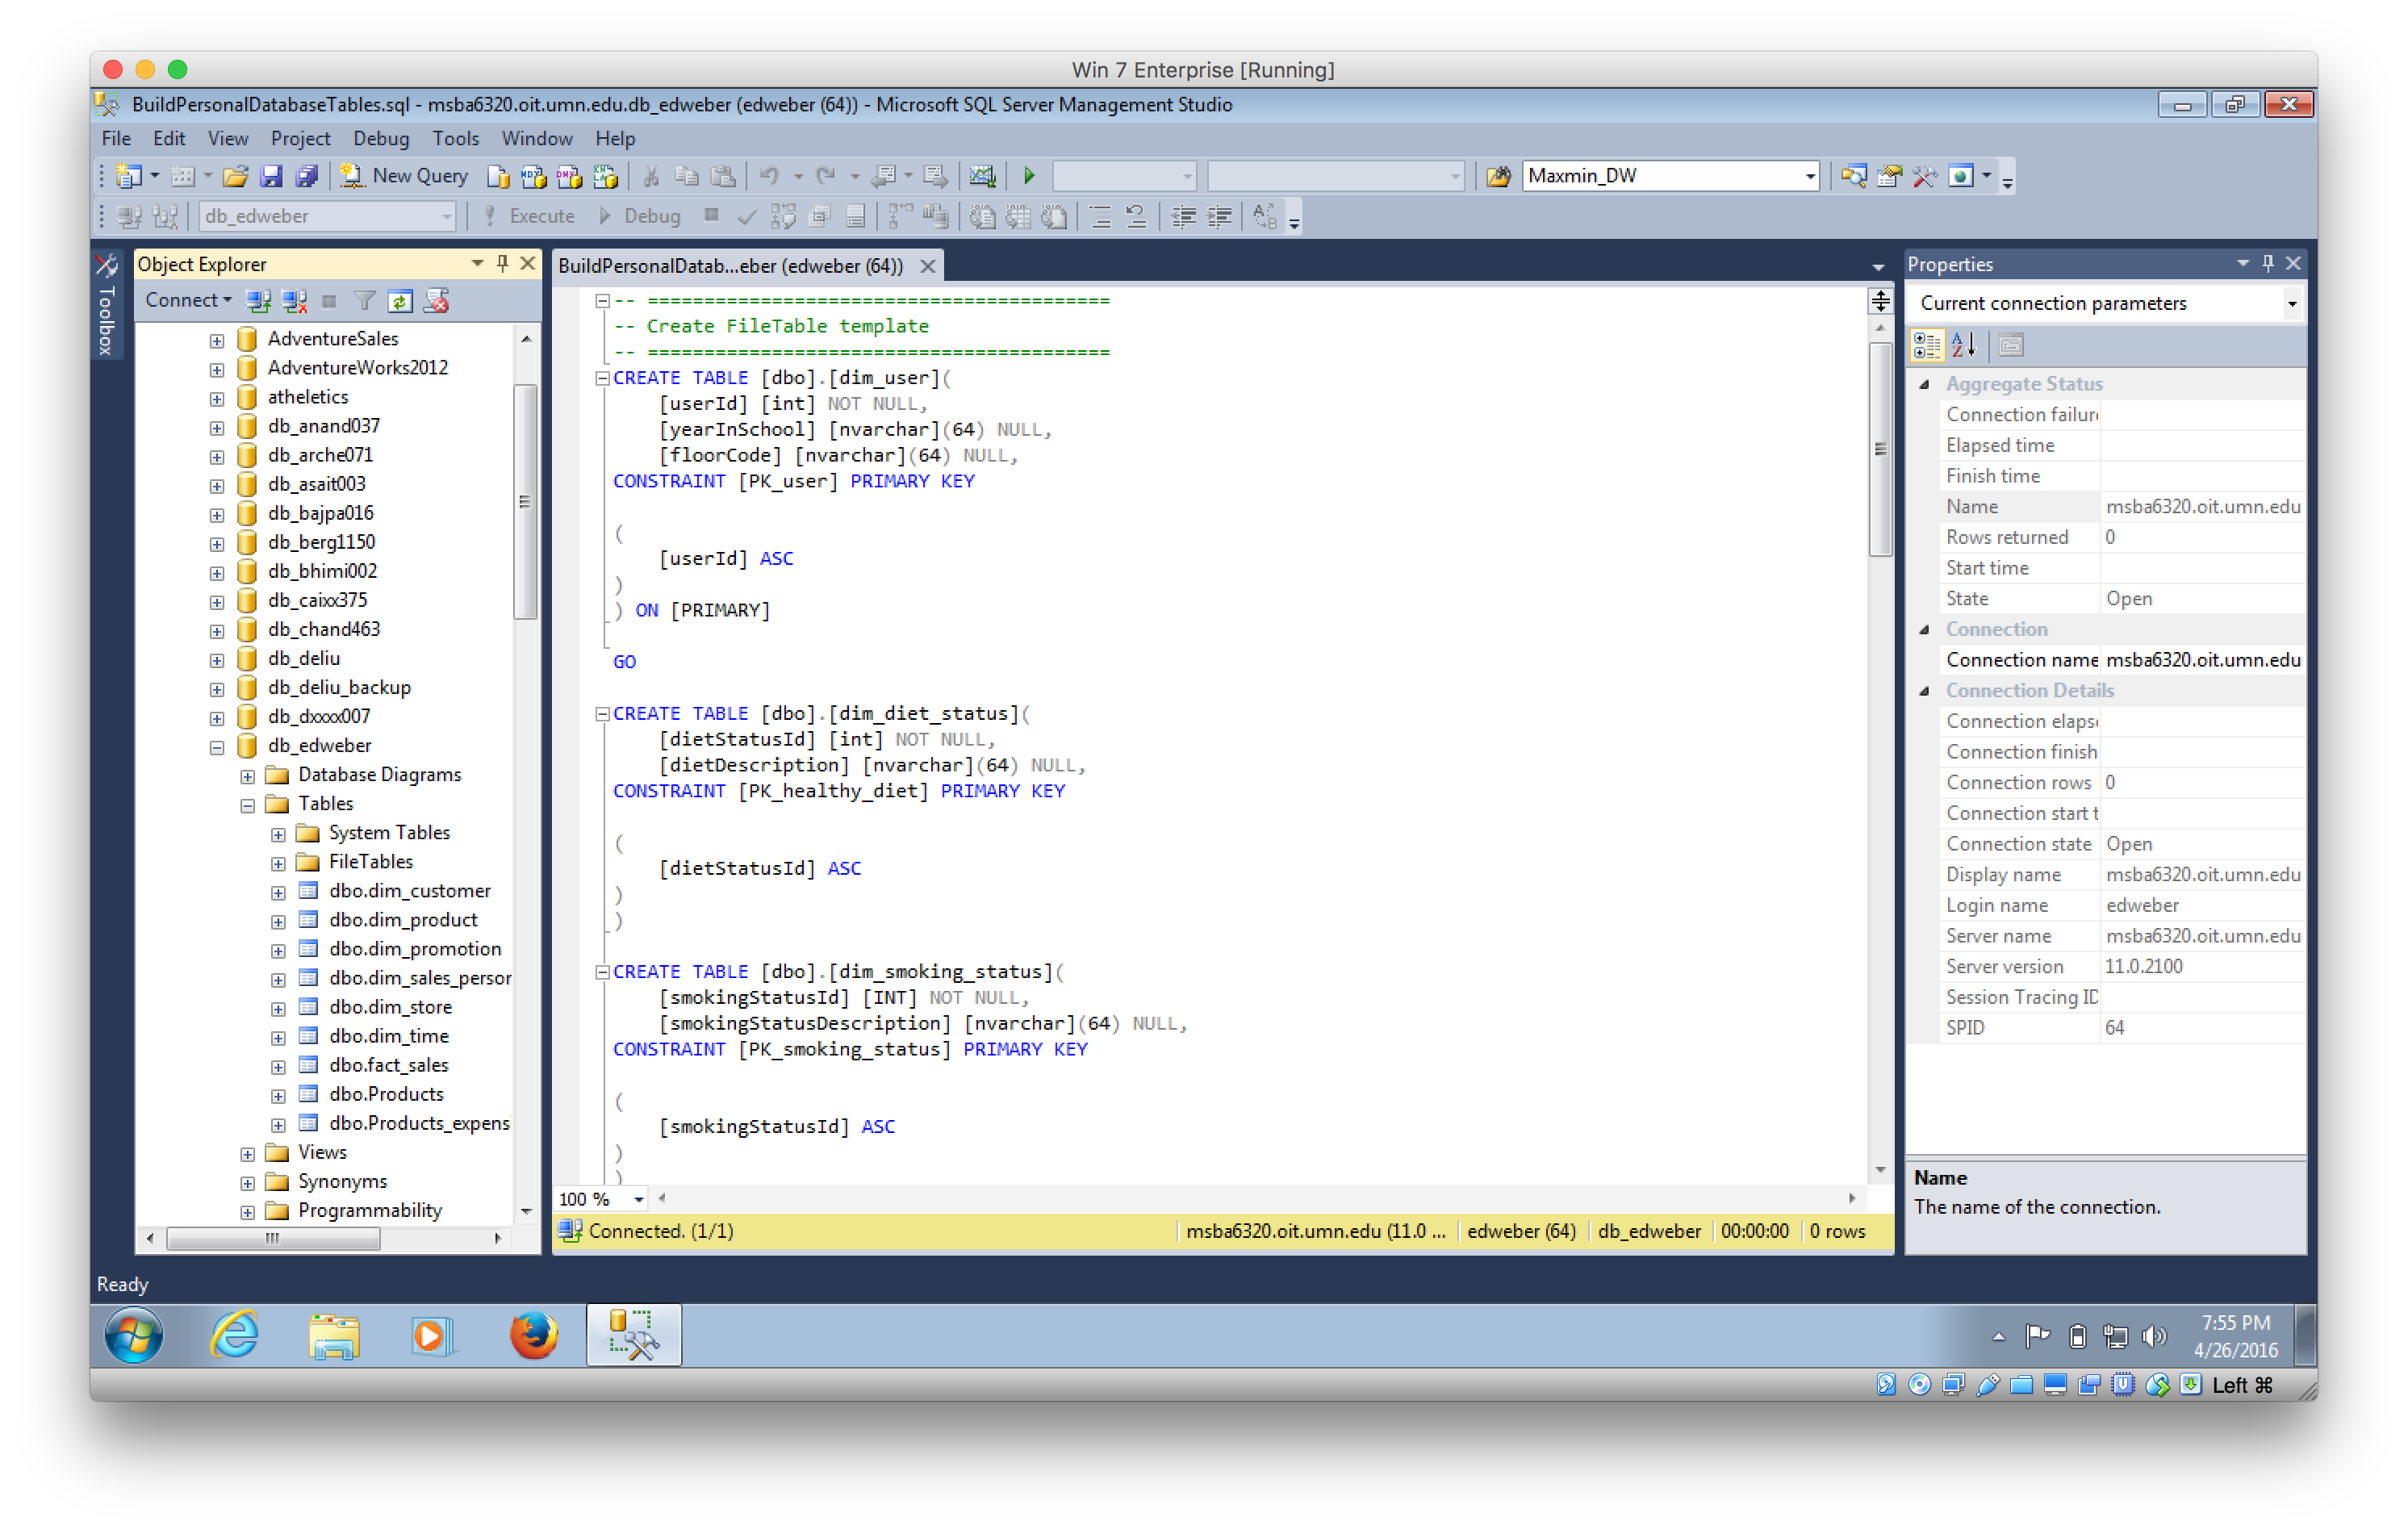 Win 7 Enterprise [Running]
BuildPersonalDatabaseTables.sql - msba6320.oit.umn.edu.db_edweber (edweber (64)) - Microsoft SQL Server Management Studio
File Edit View Project Debug Tools Window Help
New Query MDX DMX Maxmin_DW
db_edweber Execute Debug
Toolbox
Object Explorer
Connect
AdventureSales
AdventureWorks2012
atheletics
db_anand037
db_arche071
db_asait003
db_bajpa016
db_berg1150
db_bhimi002
db_caixx375
db_chand463
db_deliu
db_deliu_backup
db_dxxxx007
db_edweber
Database Diagrams
Tables
System Tables
FileTables
dbo.dim_customer
dbo.dim_product
dbo.dim_promotion
dbo.dim_sales_person
dbo.dim_store
dbo.dim_time
dbo.fact_sales
dbo.Products
dbo.Products_expens
Views
Synonyms
Programmability
BuildPersonalDatab...eber (edweber (64))
-- =========================================
-- Create FileTable template
-- =========================================
CREATE TABLE [dbo].[dim_user](
[userId] [int] NOT NULL,
[yearInSchool] [nvarchar](64) NULL,
[floorCode] [nvarchar](64) NULL,
CONSTRAINT [PK_user] PRIMARY KEY
(
[userId] ASC
)
) ON [PRIMARY]
GO
CREATE TABLE [dbo].[dim_diet_status](
[dietStatusId] [int] NOT NULL,
[dietDescription] [nvarchar](64) NULL,
CONSTRAINT [PK_healthy_diet] PRIMARY KEY
(
[dietStatusId] ASC
)
)
CREATE TABLE [dbo].[dim_smoking_status](
[smokingStatusId] [INT] NOT NULL,
[smokingStatusDescription] [nvarchar](64) NULL,
CONSTRAINT [PK_smoking_status] PRIMARY KEY
(
[smokingStatusId] ASC
)
)
100 %
Connected. (1/1) msba6320.oit.umn.edu (11.0 ... edweber (64) db_edweber 00:00:00 0 rows
Properties
Current connection parameters
Aggregate Status
Connection failur
Elapsed time
Finish time
Name msba6320.oit.umn.edu
Rows returned 0
Start time
State Open
Connection
Connection name msba6320.oit.umn.edu
Connection Details
Connection elaps
Connection finish
Connection rows 0
Connection start t
Connection state Open
Display name msba6320.oit.umn.edu
Login name edweber
Server name msba6320.oit.umn.edu
Server version 11.0.2100
Session Tracing ID
SPID 64
Name
The name of the connection.
Ready
7:55 PM
4/26/2016
Left ⌘